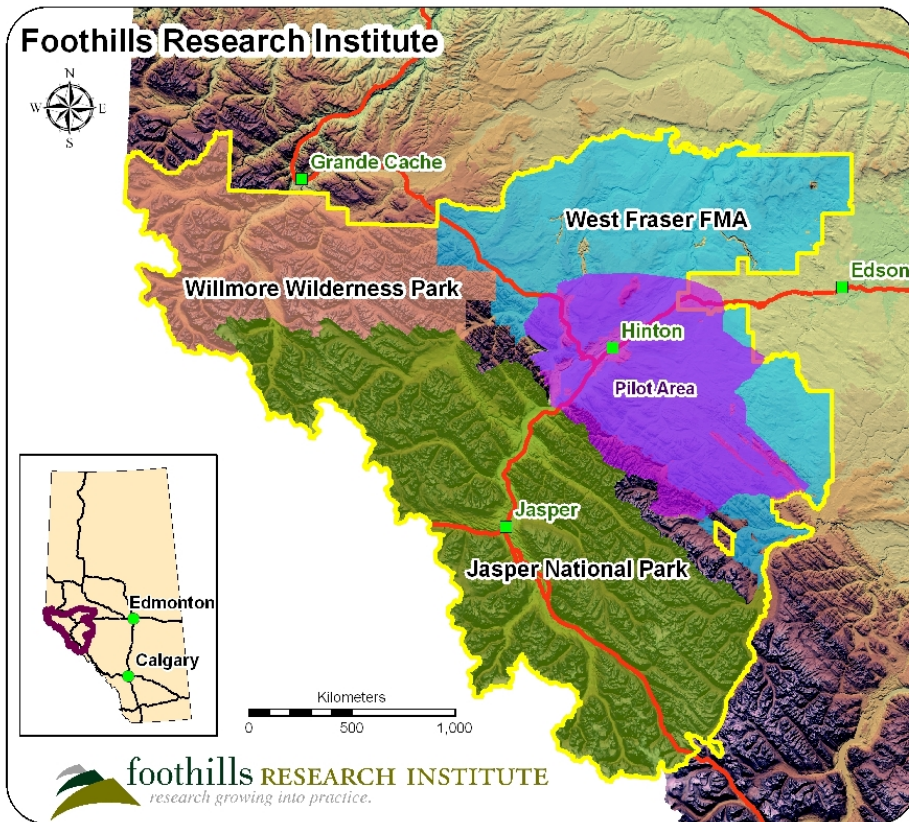 Foothills Research Institute
N
W E
S
Grande Cache
West Fraser FMA
Edson
Willmore Wilderness Park
Hinton
Pilot Area
Jasper
Jasper National Park
Edmonton
Calgary
Kilometers
0 500 1,000
foothills RESEARCH INSTITUTE
research growing into practice.